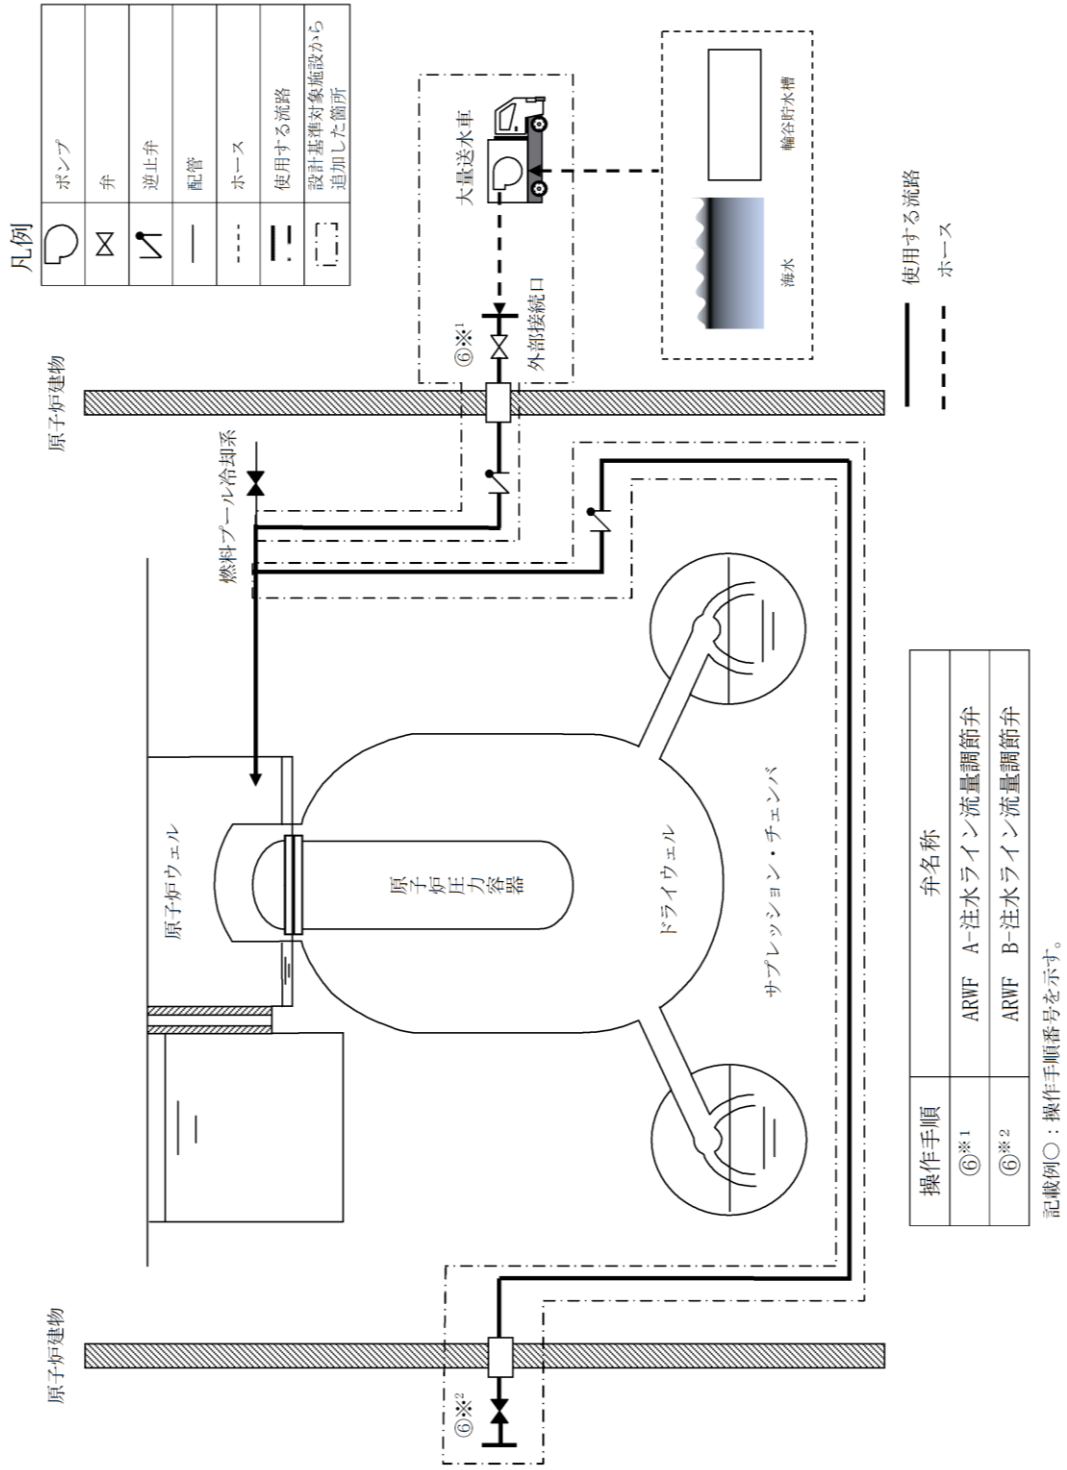 凡例
ポンプ
弁
逆止弁
配管
ホース
使用する流路
設計基準対象施設から
追加した箇所
原子炉建物
原子炉建物
燃料プール冷却系
⑥※1
外部接続口
大量送水車
海水
輪谷貯水槽
原子炉ウェル
原子炉圧力容器
ドライウェル
サプレッション・チェンバ
⑥※2
使用する流路
ホース
操作手順 弁名称
⑥※1 ARWF A-注水ライン流量調節弁
⑥※2 ARWF B-注水ライン流量調節弁
記載例○：操作手順番号を示す。